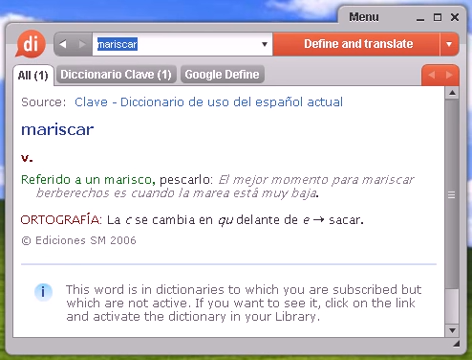 Menu
di
mariscar
Define and translate
All (1) Diccionario Clave (1) Google Define
Source: Clave - Diccionario de uso del español actual
mariscar
v.
Referido a un marisco, pescarlo: El mejor momento para mariscar
berberechos es cuando la marea está muy baja.
ORTOGRAFÍA: La c se cambia en qu delante de e → sacar.
© Ediciones SM 2006
i
This word is in dictionaries to which you are subscribed but
which are not active. If you want to see it, click on the link
and activate the dictionary in your Library.